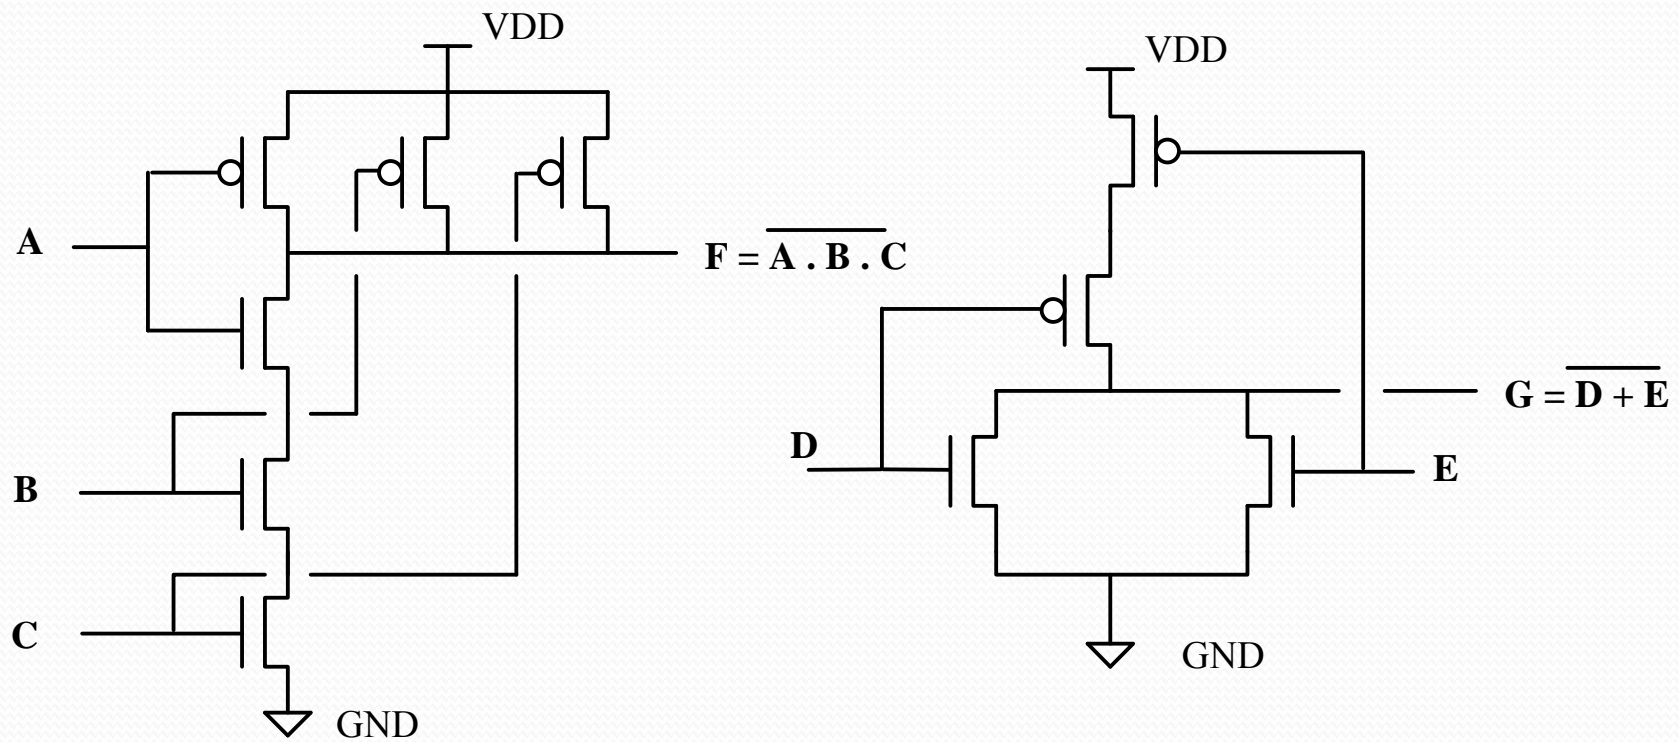 VDD
A
F = A . B . C
B
C
GND
VDD
G = D + E
D
E
GND